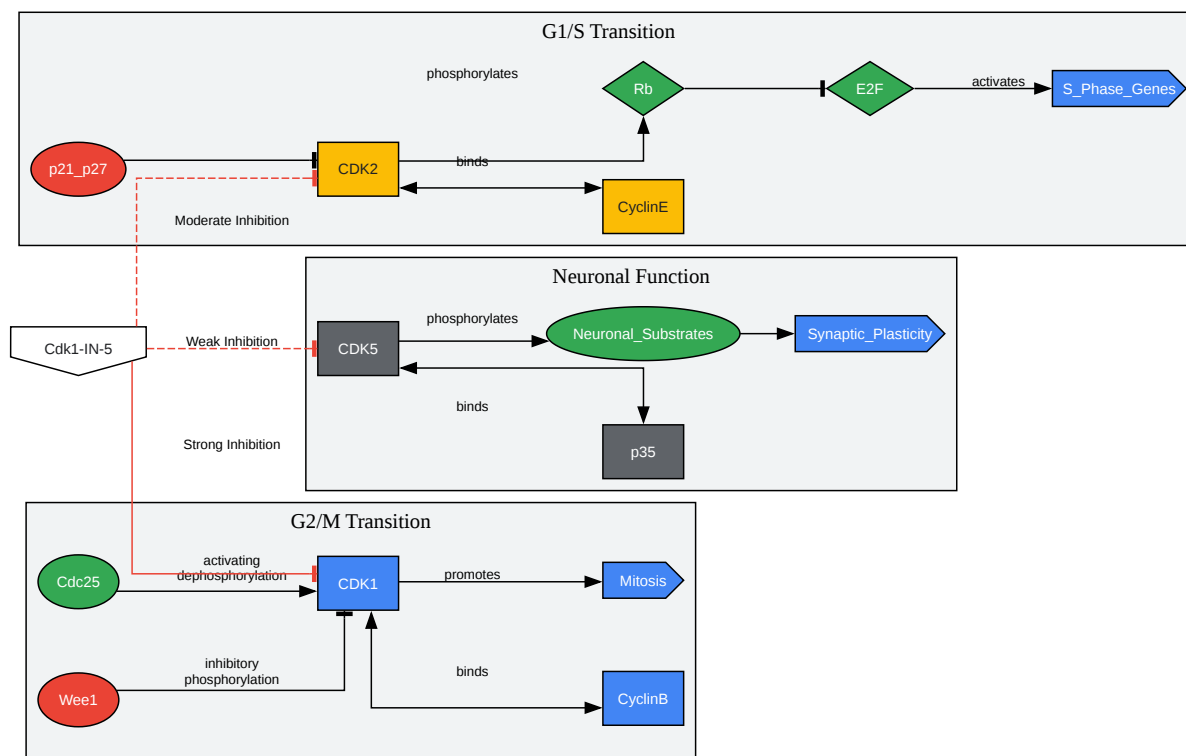 G1/S Transition
phosphorylates
Rb
E2F
activates
S_Phase_Genes
p21_p27
CDK2
binds
CyclinE
Moderate Inhibition
Neuronal Function
phosphorylates
Neuronal_Substrates
Synaptic_Plasticity
Cdk1-IN-5
Weak Inhibition
CDK5
binds
Strong Inhibition
p35
G2/M Transition
activating
dephosphorylation
Cdc25
CDK1
promotes
Mitosis
inhibitory
phosphorylation
Wee1
binds
CyclinB